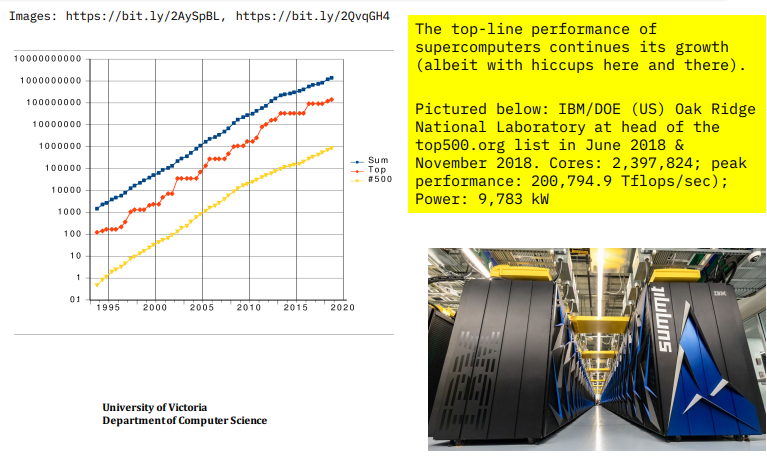 Images: https://bit.ly/2AySpBL, https://bit.ly/2QvqGH4
The top-line performance of
supercomputers continues its growth
(albeit with hiccups here and there).
Pictured below: IBM/DOE (US) Oak Ridge
National Laboratory at head of the
top500.org list in June 2018 &
November 2018. Cores: 2,397,824; peak
performance: 200,794.9 Tflops/sec);
Power: 9,783 kW
10000000000
1000000000
100000000
10000000
1000000
100000
10000
1000
100
10
1
01
1995 2000 2005 2010 2015 2020
Sum
Top
#500
IBM
summit
IBM
University of Victoria
Department of Computer Science